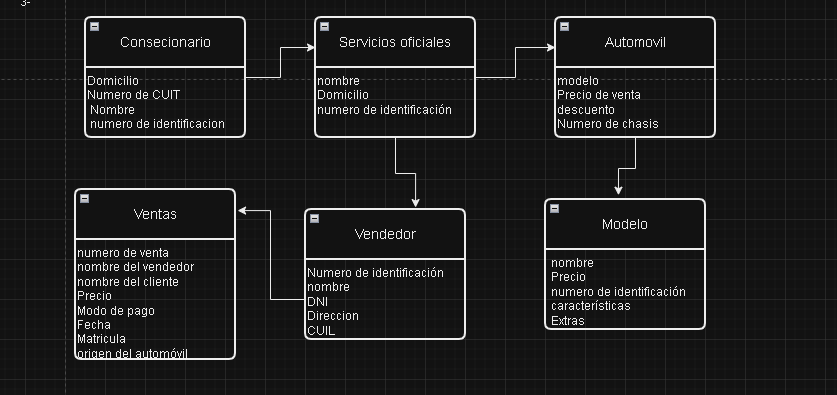 3-
Consecionario
Domicilio
Numero de CUIT
Nombre
numero de identificacion
Servicios oficiales
nombre
Domicilio
numero de identificación
Automovil
modelo
Precio de venta
descuento
Numero de chasis
Ventas
numero de venta
nombre del vendedor
nombre del cliente
Precio
Modo de pago
Fecha
Matricula
origen del automóvil
Vendedor
Numero de identificación
nombre
DNI
Direccion
CUIL
Modelo
nombre
Precio
numero de identificación
características
Extras